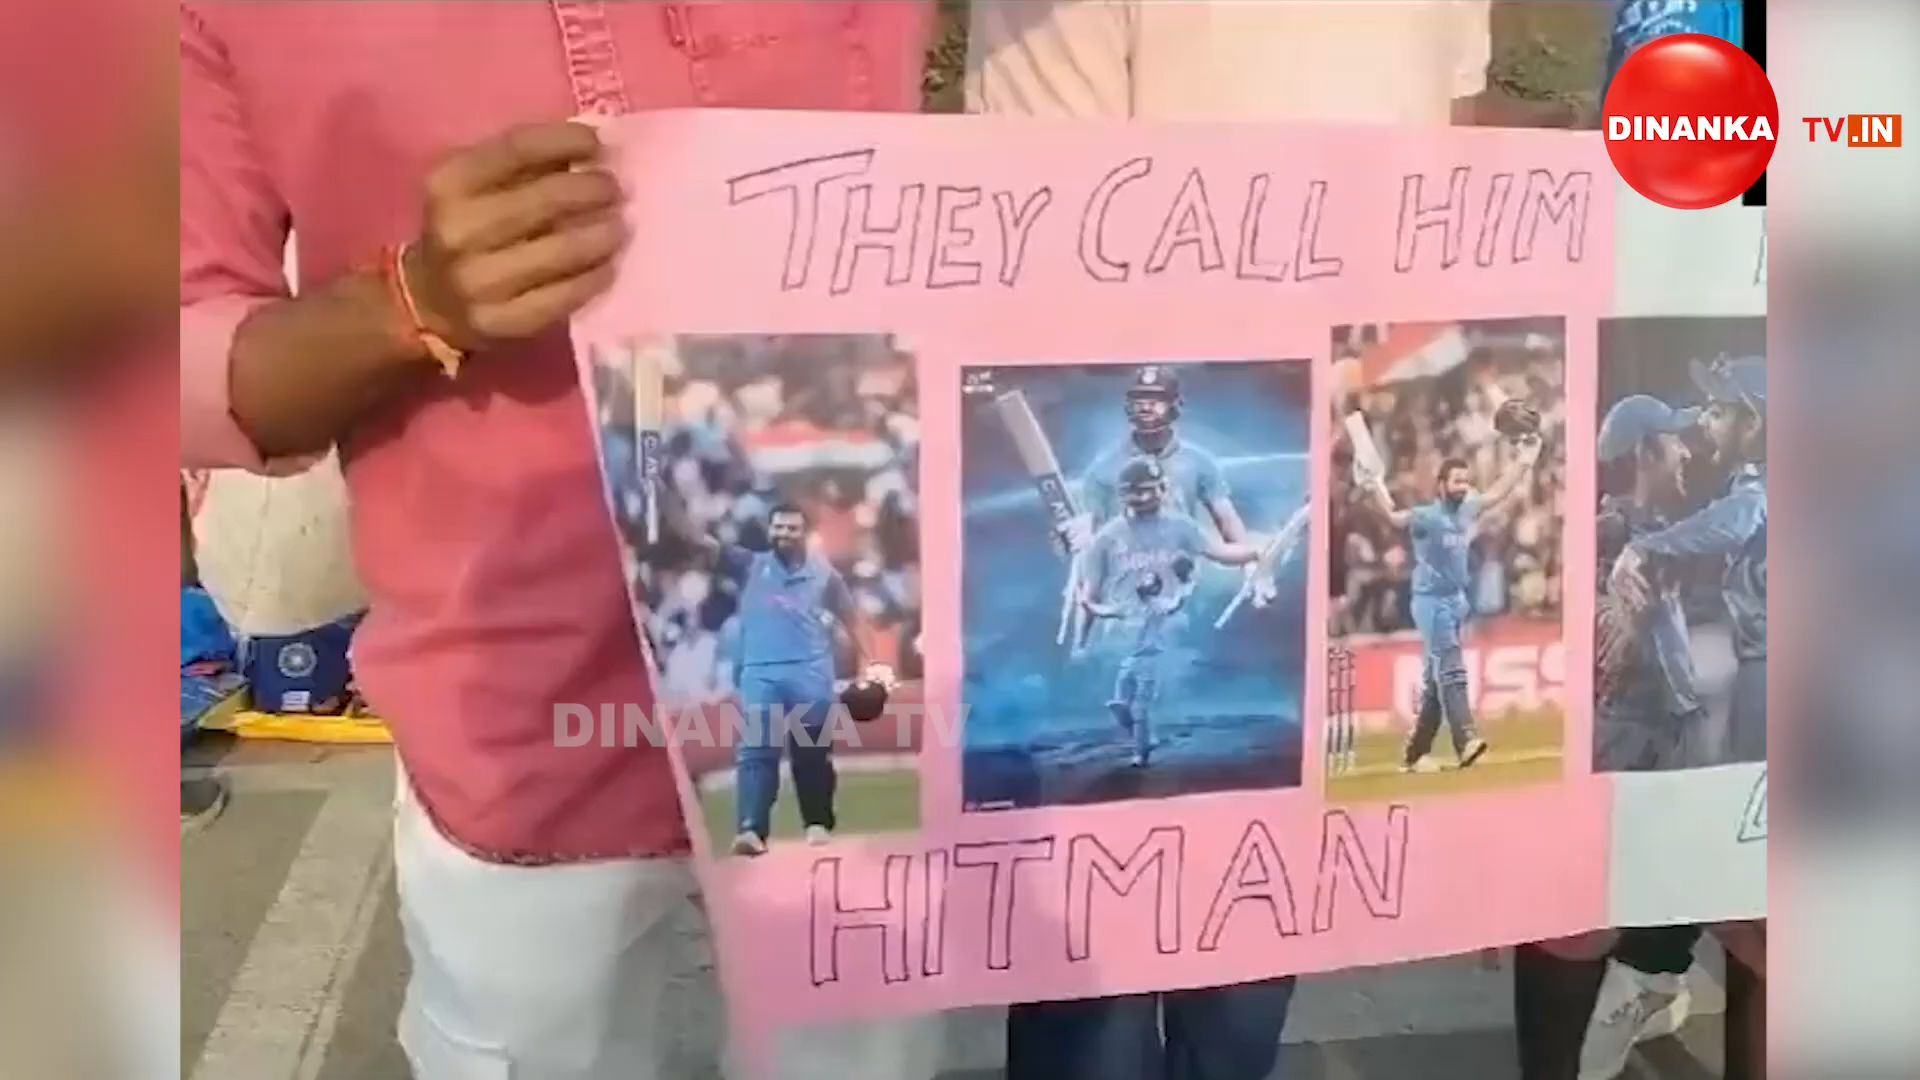 DINANKA TV.IN
THEY CALL HIM
DINANKA TV
HITMAN